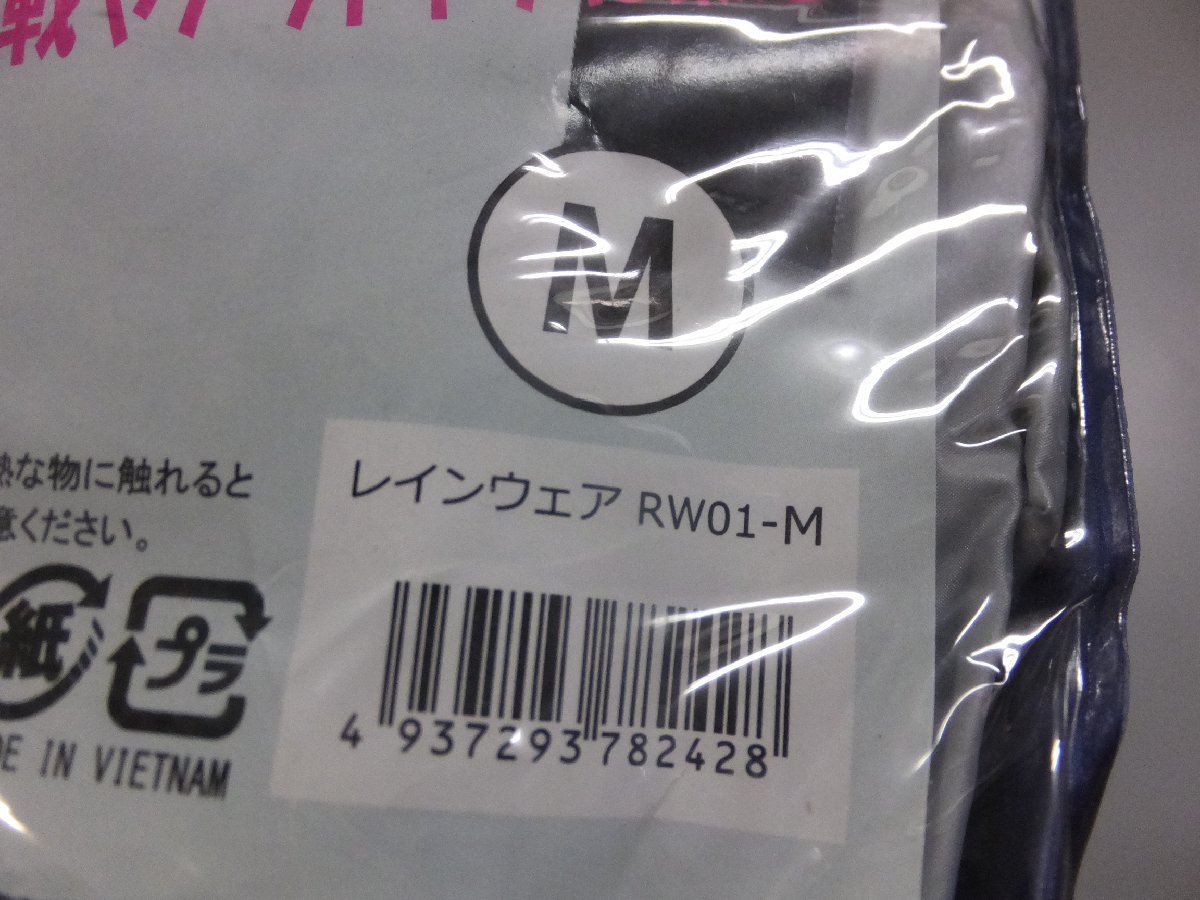 M
熱な物に触れると
意ください。
レインウェア RW01-M
紙
プラ
4 937293 782428
DE IN VIETNAM